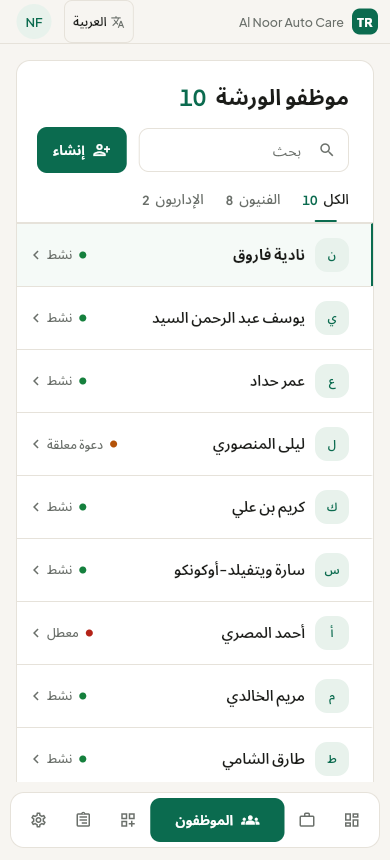 TR Al Noor Auto Care العربية NF
موظفو الورشة 10
بحث إنشاء
الكل 10 الفنيون 8 الإداريون 2
ن نادية فاروق نشط
ي يوسف عبد الرحمن السيد نشط
ع عمر حداد نشط
ل ليلى المنصوري دعوة معلقة
ك كريم بن علي نشط
س سارة ويتفيلد-أوكونكو نشط
أ أحمد المصري معطل
م مريم الخالدي نشط
ط طارق الشامي نشط
الموظفون